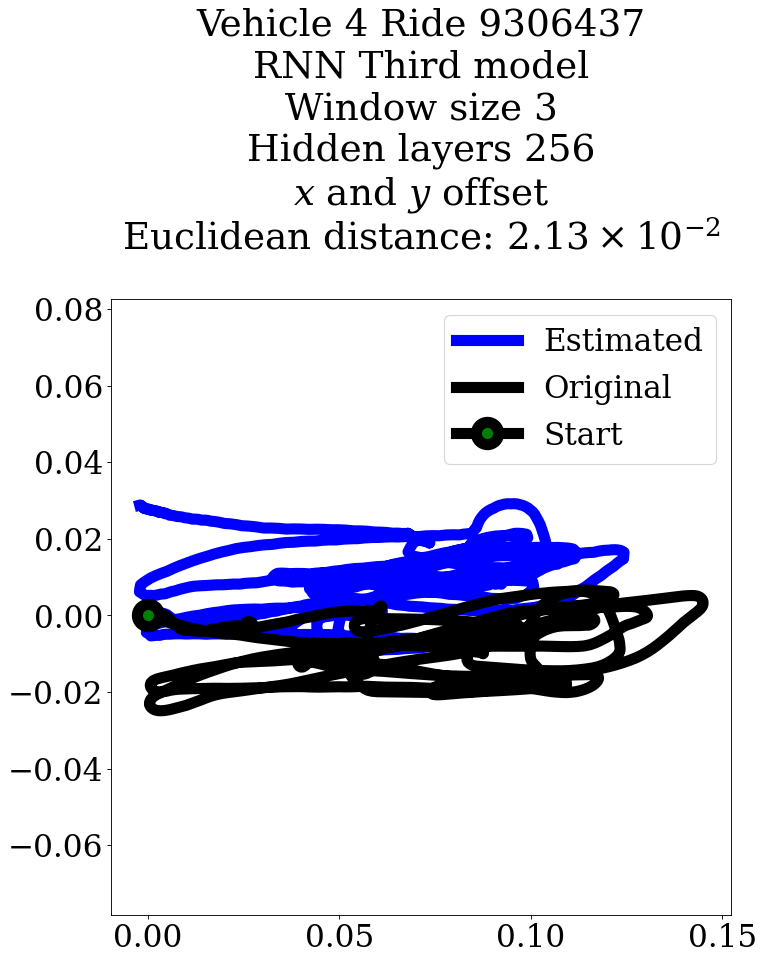 Vehicle 4 Ride 9306437
RNN Third model
Window size 3
Hidden layers 256
x and y offset
Euclidean distance: 2.13 × 10⁻²
0.08
0.06
0.04
0.02
0.00
−0.02
−0.04
−0.06
Estimated
Original
Start
0.00 0.05 0.10 0.15